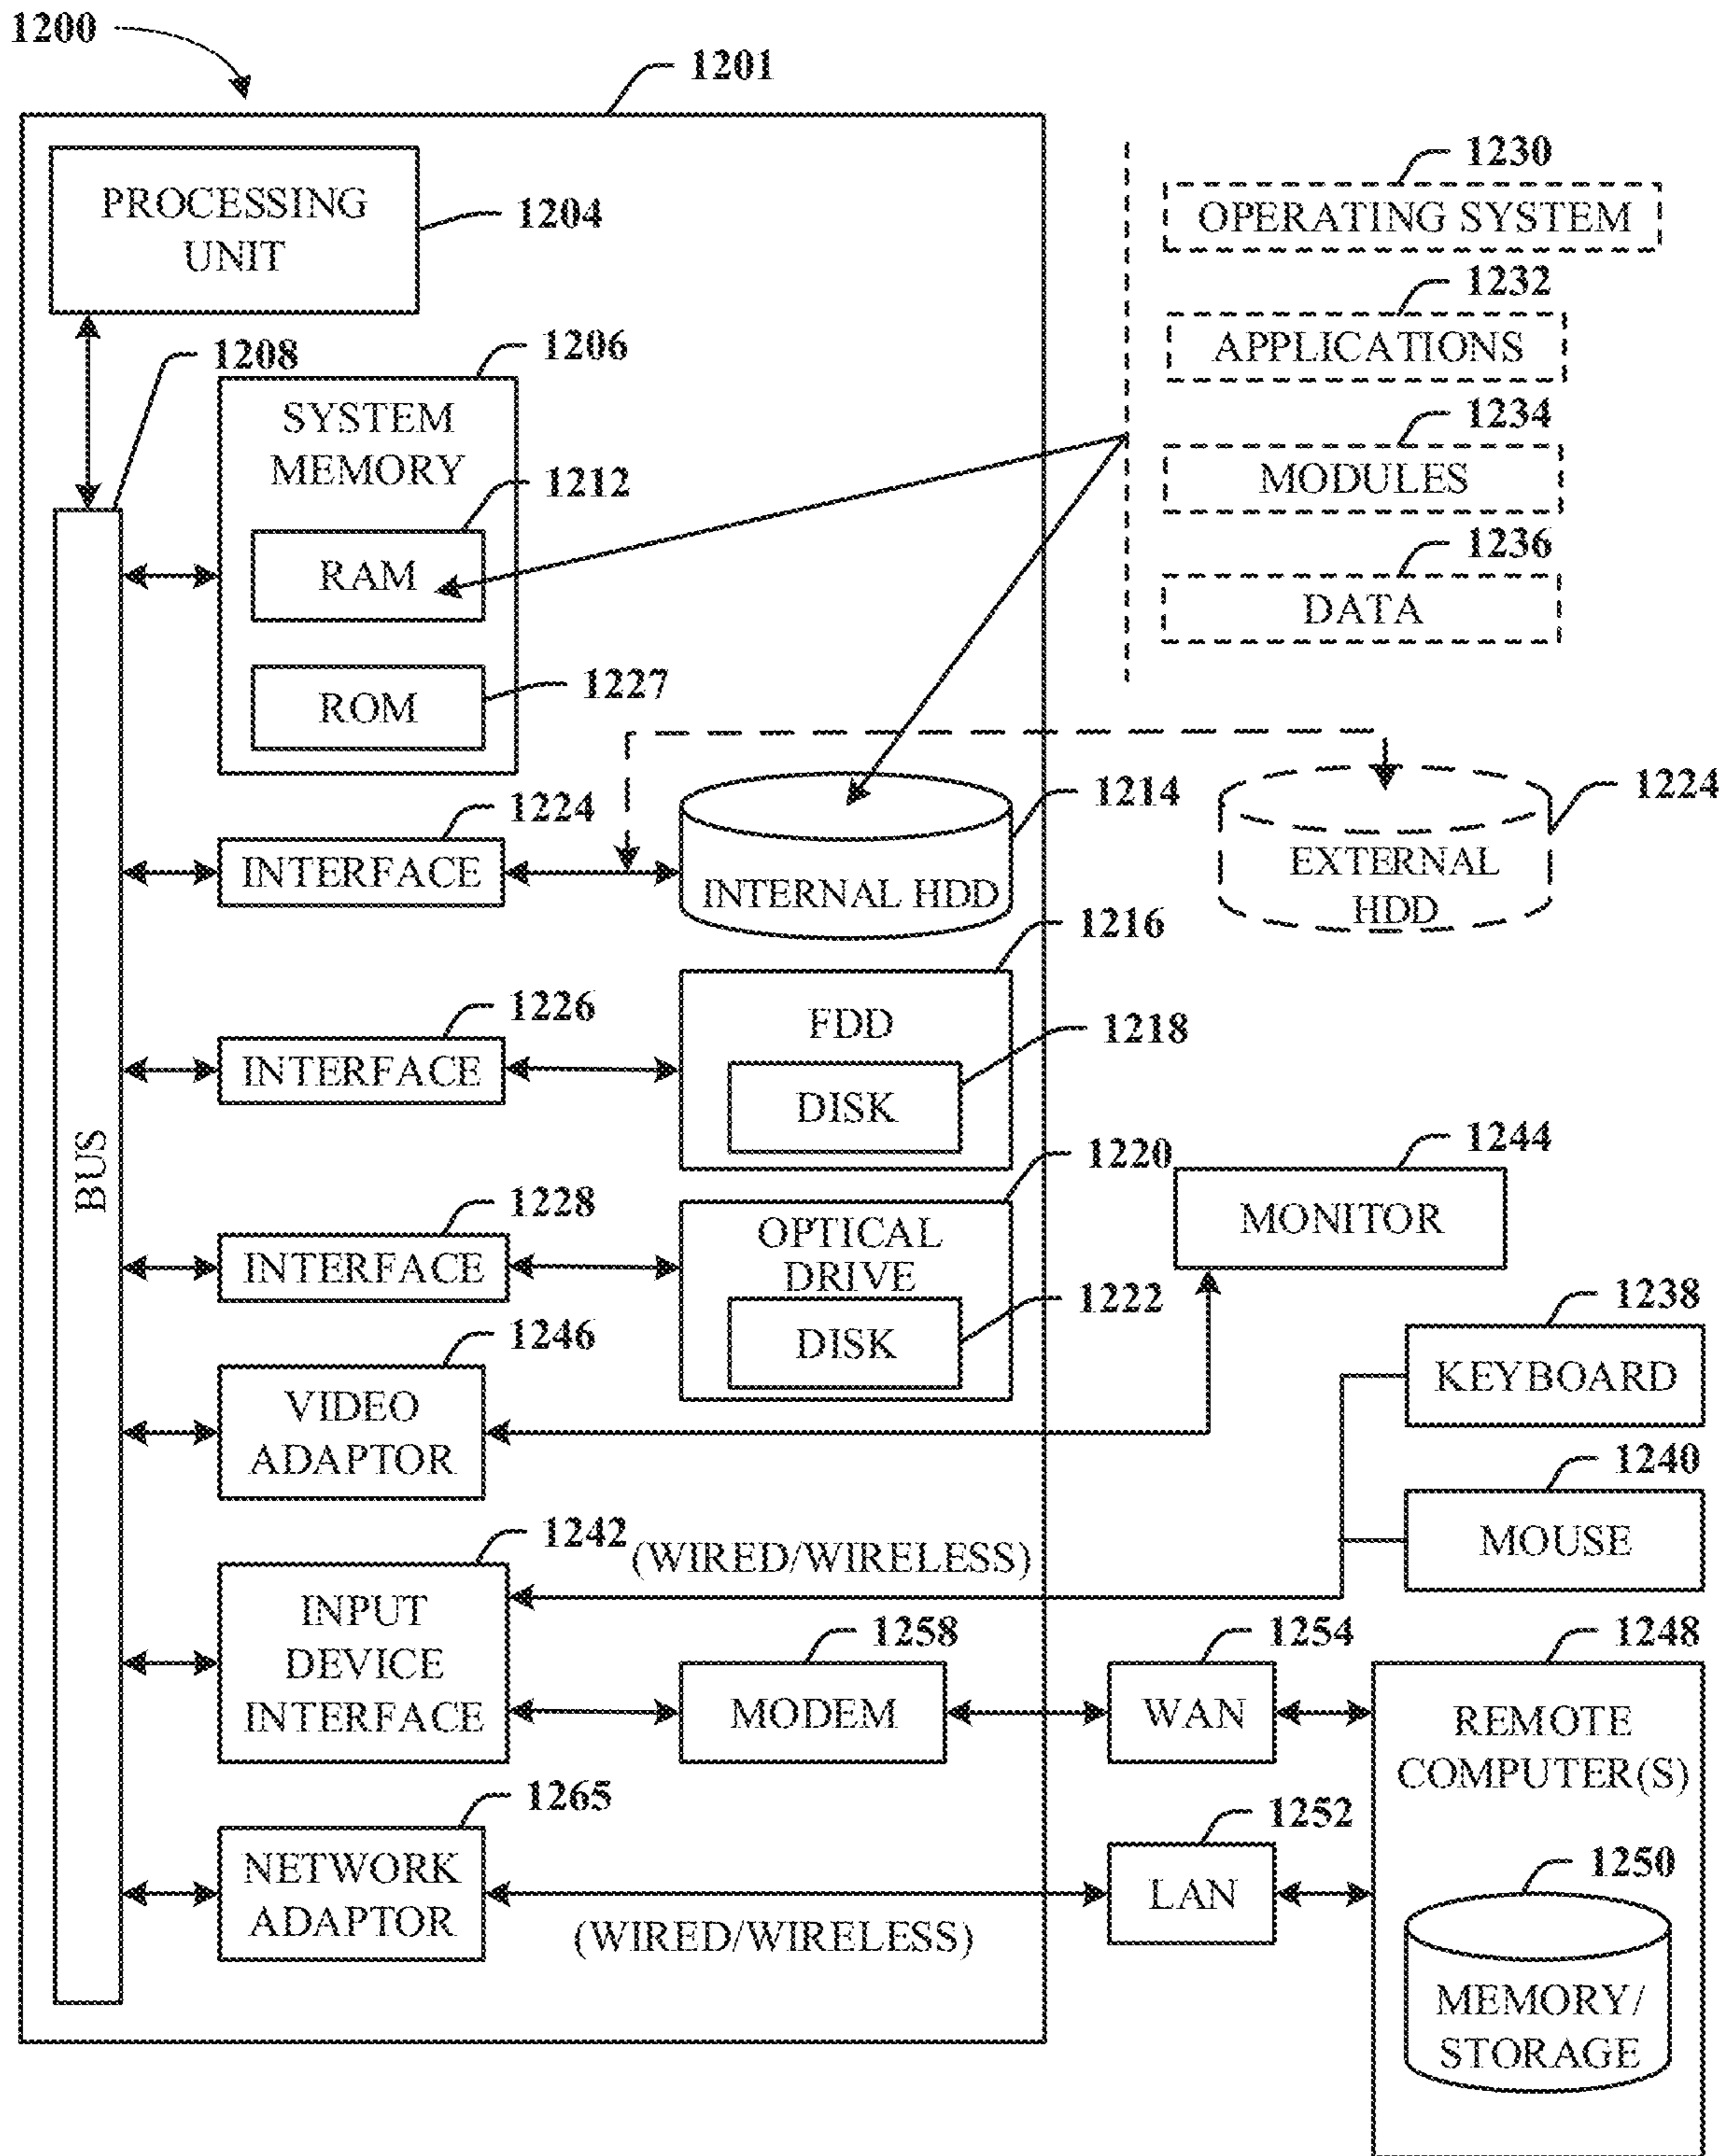 1200
1201
PROCESSING
UNIT
1204
1208
1206
SYSTEM
MEMORY
1212
RAM
ROM
1227
1230
OPERATING SYSTEM
1232
APPLICATIONS
1234
MODULES
1236
DATA
1224
INTERFACE
1214
INTERNAL HDD
1224
EXTERNAL
HDD
1226
INTERFACE
1216
FDD
1218
DISK
BUS
1228
INTERFACE
1220
OPTICAL
DRIVE
1222
DISK
1244
MONITOR
1246
VIDEO
ADAPTOR
1238
KEYBOARD
1240
MOUSE
1242
(WIRED/WIRELESS)
INPUT
DEVICE
INTERFACE
1258
MODEM
1254
WAN
1248
REMOTE
COMPUTER(S)
1265
NETWORK
ADAPTOR
(WIRED/WIRELESS)
1252
LAN
1250
MEMORY/
STORAGE